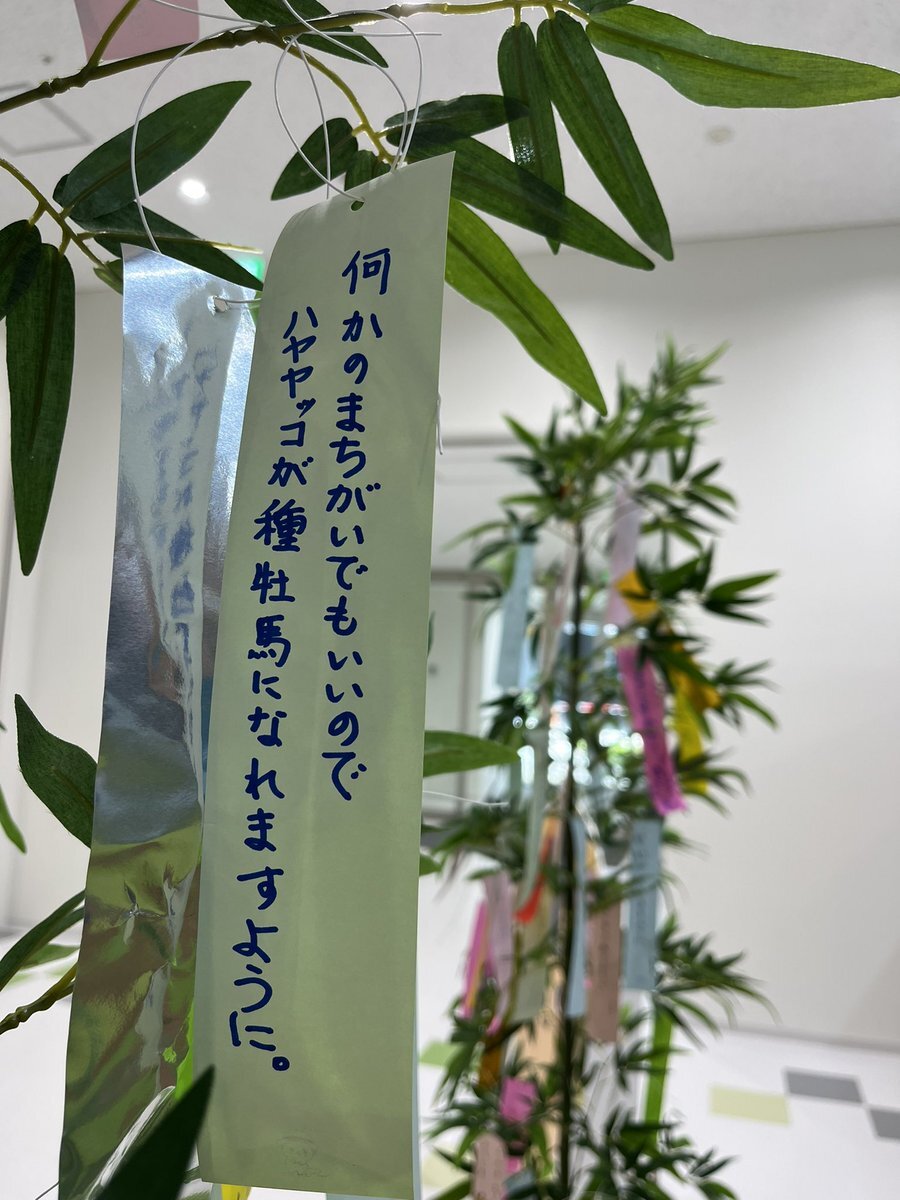 何かのまちがいでもいいので
ハヤヤッコが種牡馬になれますように。